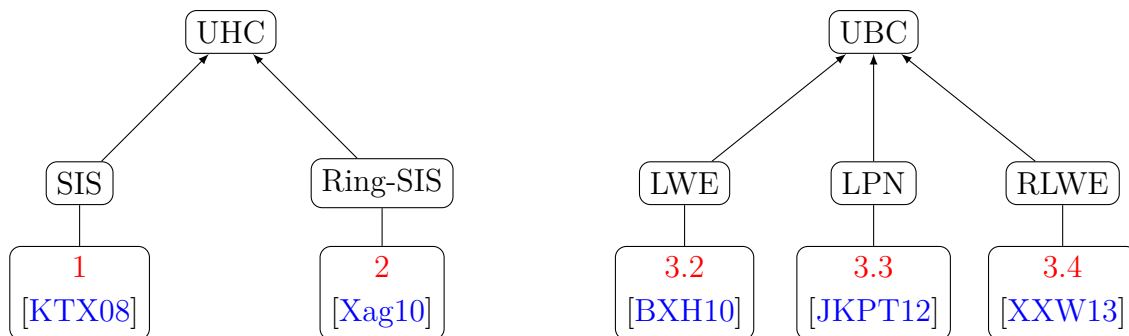 UHC
UBC
SIS
Ring-SIS
LWE
LPN
RLWE
1
[KTX08]
2
[Xag10]
3.2
[BXH10]
3.3
[JKPT12]
3.4
[XXW13]